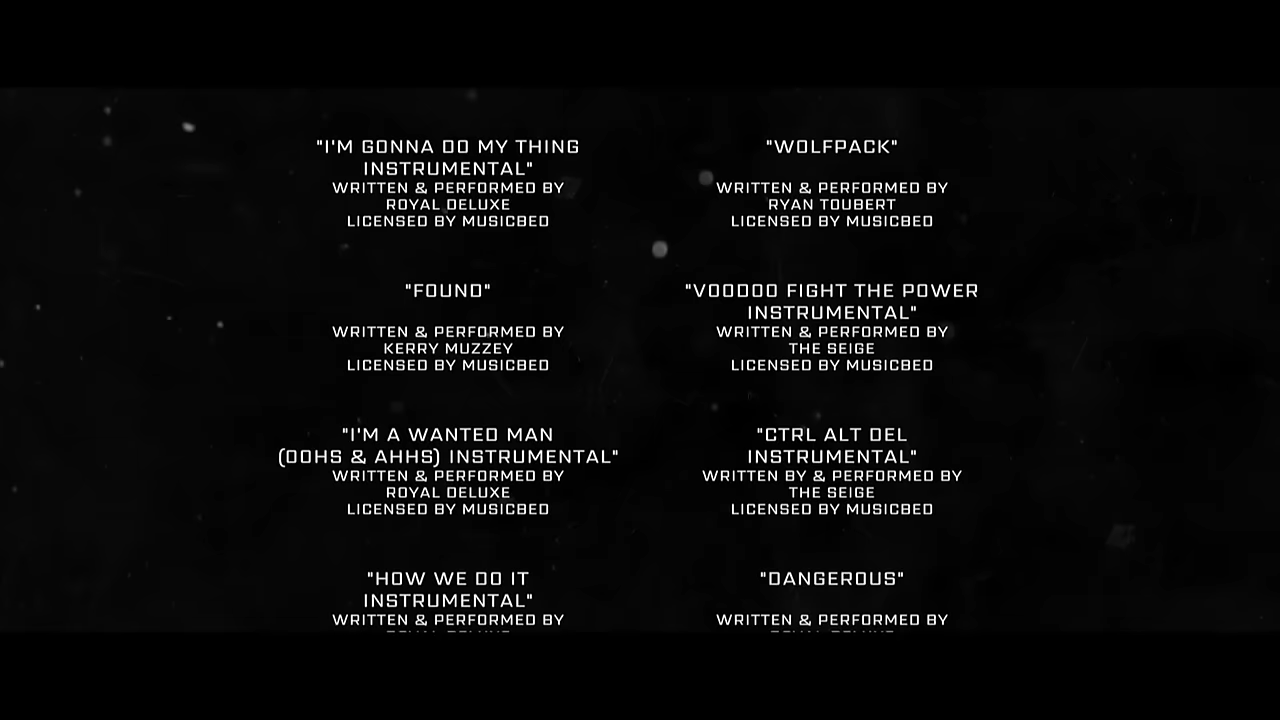 "I'M GONNA DO MY THING
INSTRUMENTAL"
WRITTEN & PERFORMED BY
ROYAL DELUXE
LICENSED BY MUSICBED
"WOLFPACK"
WRITTEN & PERFORMED BY
RYAN TOUBERT
LICENSED BY MUSICBED
"FOUND"
WRITTEN & PERFORMED BY
KERRY MUZZEY
LICENSED BY MUSICBED
"VOODOO FIGHT THE POWER
INSTRUMENTAL"
WRITTEN & PERFORMED BY
THE SEIGE
LICENSED BY MUSICBED
"I'M A WANTED MAN
(OOHS & AHHS) INSTRUMENTAL"
WRITTEN & PERFORMED BY
ROYAL DELUXE
LICENSED BY MUSICBED
"CTRL ALT DEL
INSTRUMENTAL"
WRITTEN BY & PERFORMED BY
THE SEIGE
LICENSED BY MUSICBED
"HOW WE DO IT
INSTRUMENTAL"
WRITTEN & PERFORMED BY
"DANGEROUS"
WRITTEN & PERFORMED BY